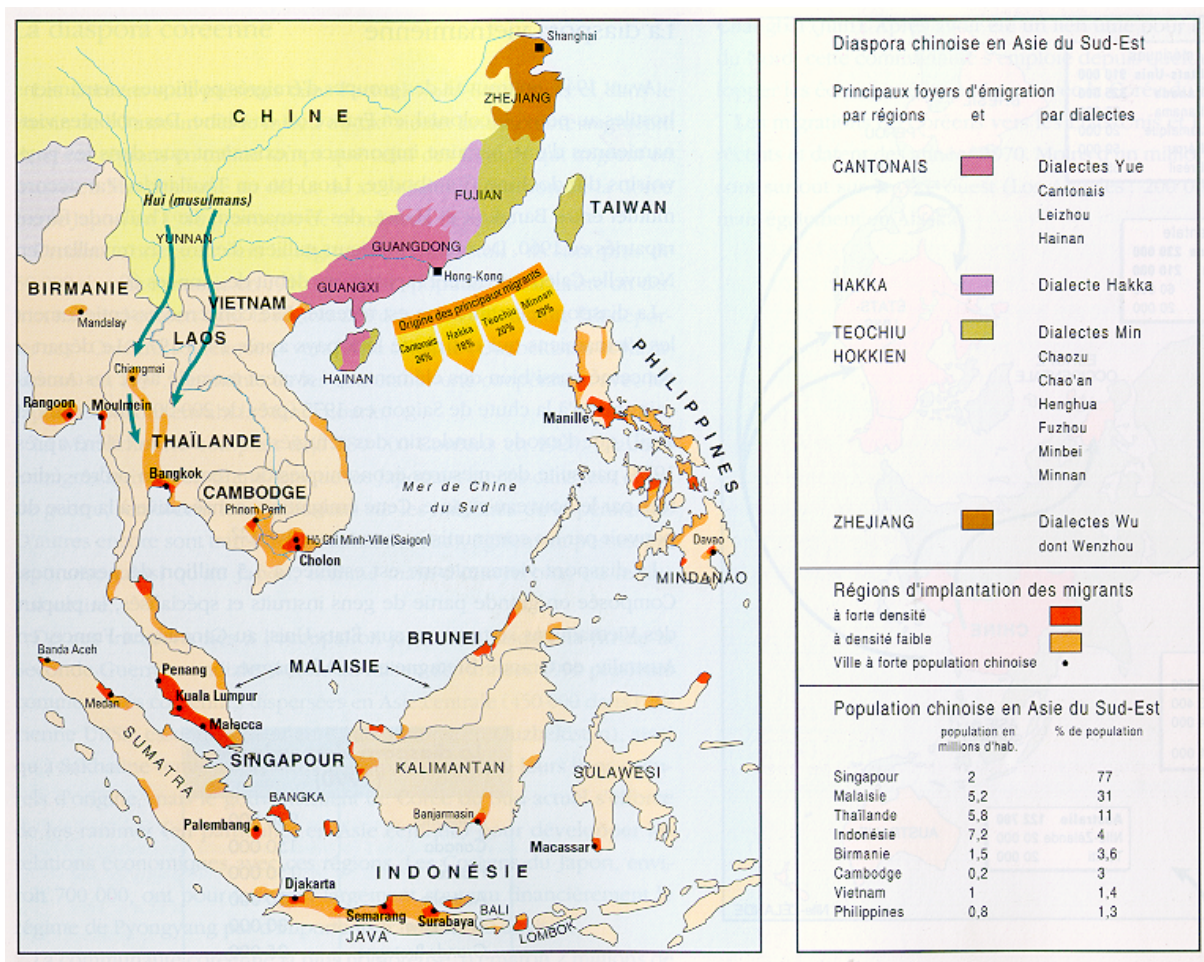 Shanghai
ZHEJIANG
CHINE
Hui (musulmans)
FUJIAN
TAIWAN
YUNNAN
GUANGDONG
Hong-Kong
GUANGXI
BIRMANIE
VIETNAM
Mandalay
LAOS
Origine des principaux migrants
Cantonais
24%
Hakka
18%
Teochiu
20%
Minnan
20%
HAINAN
Chiangmai
PHILIPPINES
Rangoon
Moulmein
Manille
THAÏLANDE
Bangkok
CAMBODGE
Mer de Chine
du Sud
Phnom Penh
Hô Chi Minh-Ville (Saigon)
Cholon
Davao
MINDANAO
BRUNEI
Banda Aceh
MALAISIE
Penang
Kuala Lumpur
Medan
Malacca
SUMATRA
SINGAPOUR
KALIMANTAN
SULAWESI
BANGKA
Palembang
Banjarmasin
Macassar
INDONÉSIE
Djakarta
Semarang
Surabaya
BALI
JAVA
LOMBOK
Diaspora chinoise en Asie du Sud-Est
Principaux foyers d'émigration
par régions et par dialectes
CANTONAIS Dialectes Yue
Cantonais
Leizhou
Hainan
HAKKA Dialecte Hakka
TEOCHIU Dialectes Min
HOKKIEN Chaozu
Chao'an
Henghua
Fuzhou
Minbei
Minnan
ZHEJIANG Dialectes Wu
dont Wenzhou
Régions d'implantation des migrants
à forte densité
à densité faible
Ville à forte population chinoise •
Population chinoise en Asie du Sud-Est
population en % de population
millions d'hab.
Singapour 2 77
Malaisie 5,2 31
Thaïlande 5,8 11
Indonésie 7,2 4
Birmanie 1,5 3,6
Cambodge 0,2 3
Vietnam 1 1,4
Philippines 0,8 1,3